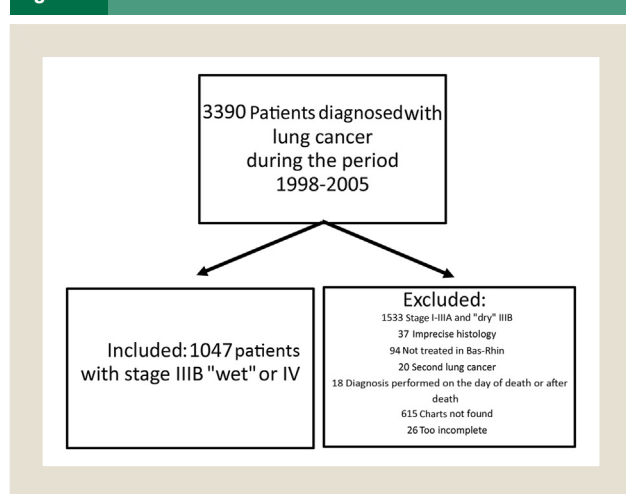 3390 Patients diagnosed with
lung cancer
during the period
1998-2005
Included: 1047 patients
with stage IIIB "wet" or IV
Excluded:
1533 Stage I-IIIA and "dry" IIIB
37 Imprecise histology
94 Not treated in Bas-Rhin
20 Second lung cancer
18 Diagnosis performed on the day of death or after
death
615 Charts not found
26 Too incomplete